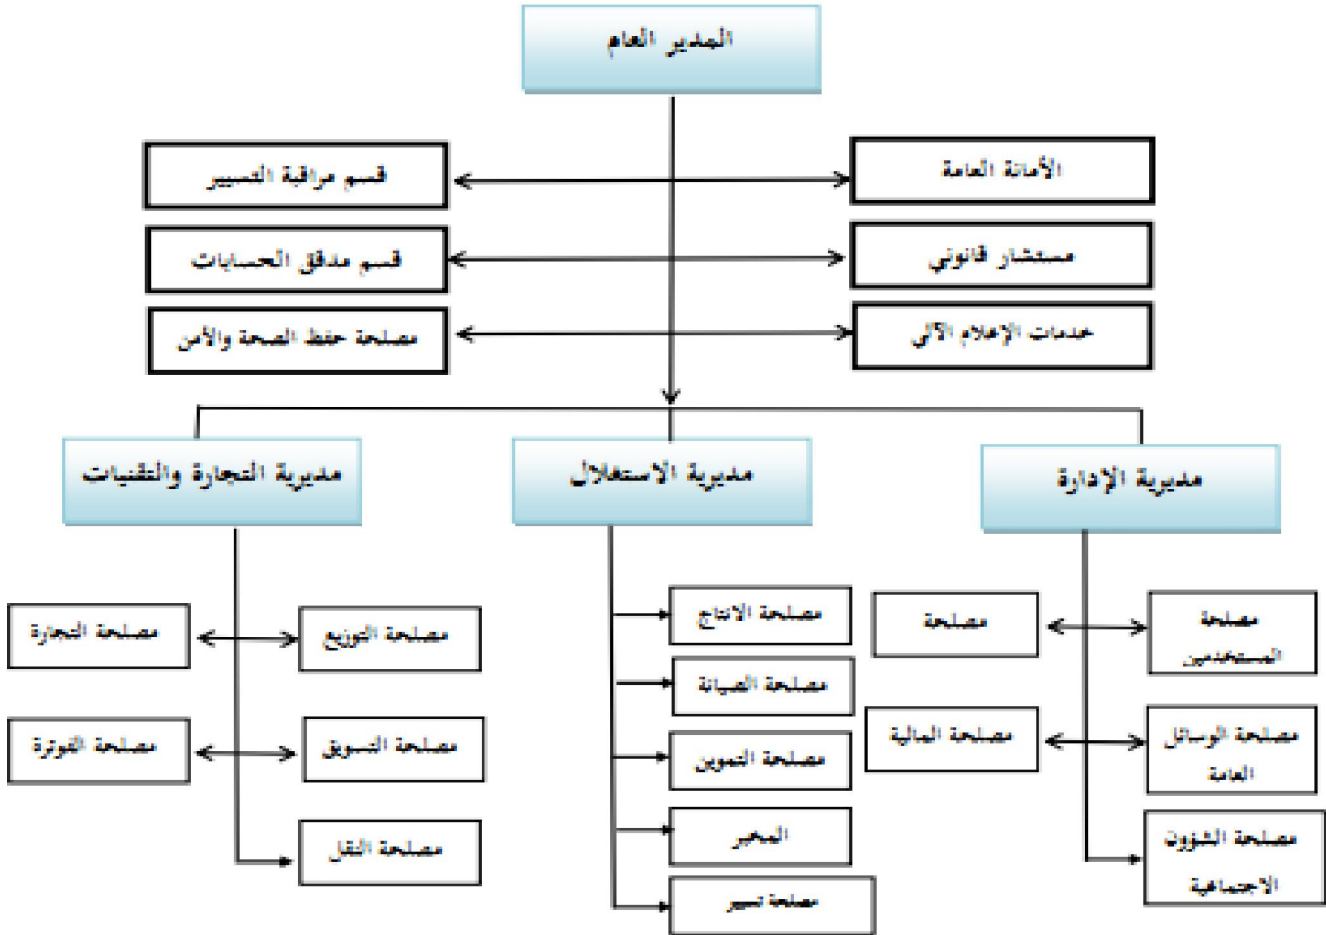 المدير العام
الأمانة العامة
قسم مراقبة التسيير
مستشار قانوني
قسم مدقق الحسابات
خدمات الإعلام الآلي
مصلحة حفظ الصحة والأمن
مديرية الإدارة
مديرية الاستغلال
مديرية التجارة والتقنيات
مصلحة
المستخدمين
مصلحة
مصلحة الوسائل
العامة
مصلحة المالية
مصلحة الشؤون
الاجتماعية
مصلحة الانتاج
مصلحة الصيانة
مصلحة التموين
المخبر
مصلحة تسيير
مصلحة التوزيع
مصلحة التجارة
مصلحة التسويق
مصلحة الفوترة
مصلحة النقل